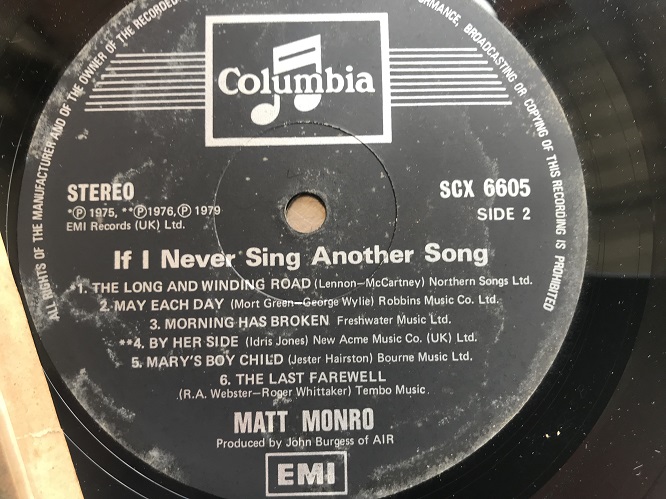 ALL RIGHTS OF THE MANUFACTURER AND OF THE OWNER OF THE RECORDED
BROADCASTING OR COPYING OF THIS RECORDING IS PROHIBITED
Columbia
STEREO
*Ⓟ 1975, **Ⓟ1976, Ⓟ 1979
EMI Records (UK) Ltd.
SCX 6605
SIDE 2
If I Never Sing Another Song
*1. THE LONG AND WINDING ROAD (Lennon-McCartney) Northern Songs Ltd.
2. MAY EACH DAY (Mort Green-George Wylie) Robbins Music Co. Ltd.
3. MORNING HAS BROKEN Freshwater Music Ltd.
**4. BY HER SIDE (Idris Jones) New Acme Music Co. (UK) Ltd.
5. MARY'S BOY CHILD (Jester Hairston) Bourne Music Ltd.
6. THE LAST FAREWELL
(R.A. Webster-Roger Whittaker) Tembo Music
MATT MONRO
Produced by John Burgess of AIR
EMI